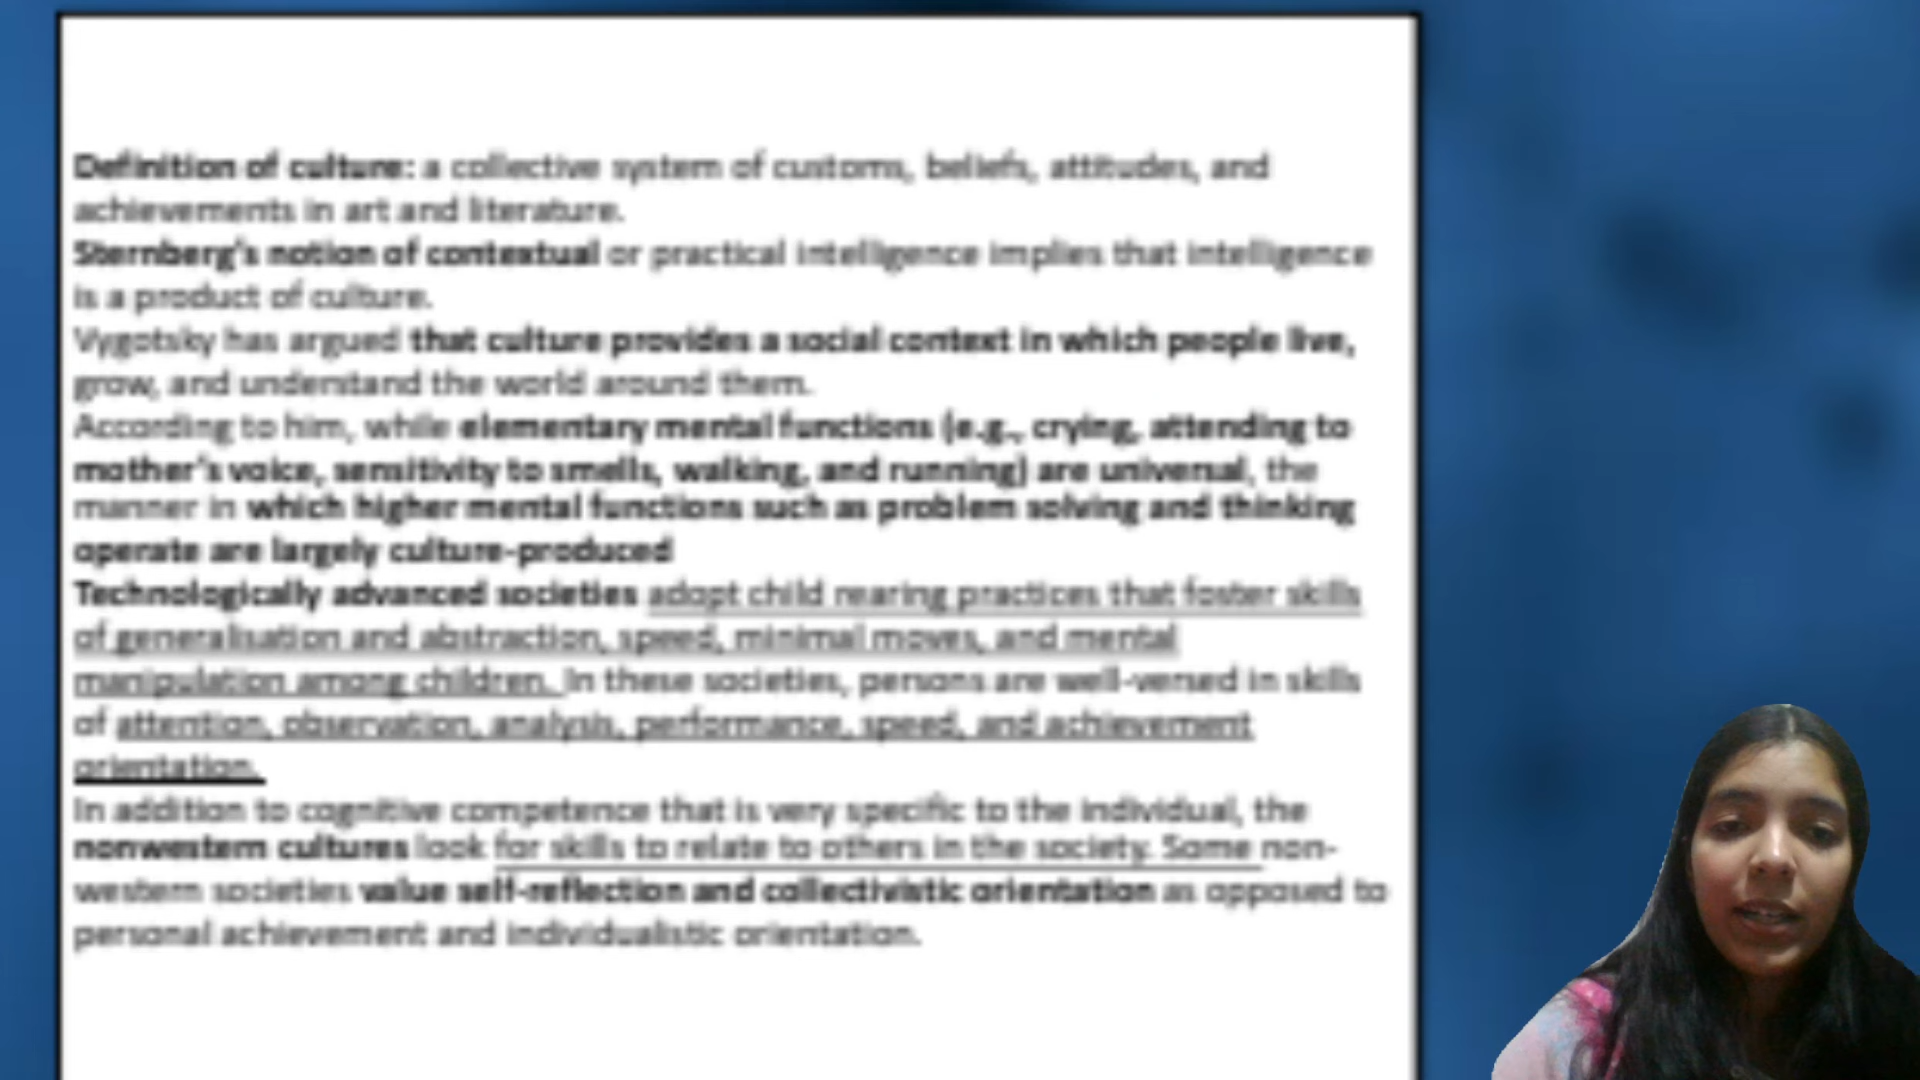 Definition of culture: a collective system of customs, beliefs, attitudes, and
achievements in art and literature.
Sternberg's notion of contextual or practical intelligence implies that intelligence
is a product of culture.
Vygotsky has argued that culture provides a social context in which people live,
grow, and understand the world around them.
According to him, while elementary mental functions (e.g., crying, attending to
mother's voice, sensitivity to smells, walking, and running) are universal, the
manner in which higher mental functions such as problem solving and thinking
operate are largely culture-produced
Technologically advanced societies adopt child rearing practices that foster skills
of generalisation and abstraction, speed, minimal moves, and mental
manipulation among children. In these societies, persons are well-versed in skills
of attention, observation, analysis, performance, speed, and achievement
orientation.
In addition to cognitive competence that is very specific to the individual, the
nonwestern cultures look for skills to relate to others in the society. Some non-
western societies value self-reflection and collectivistic orientation as opposed to
personal achievement and individualistic orientation.